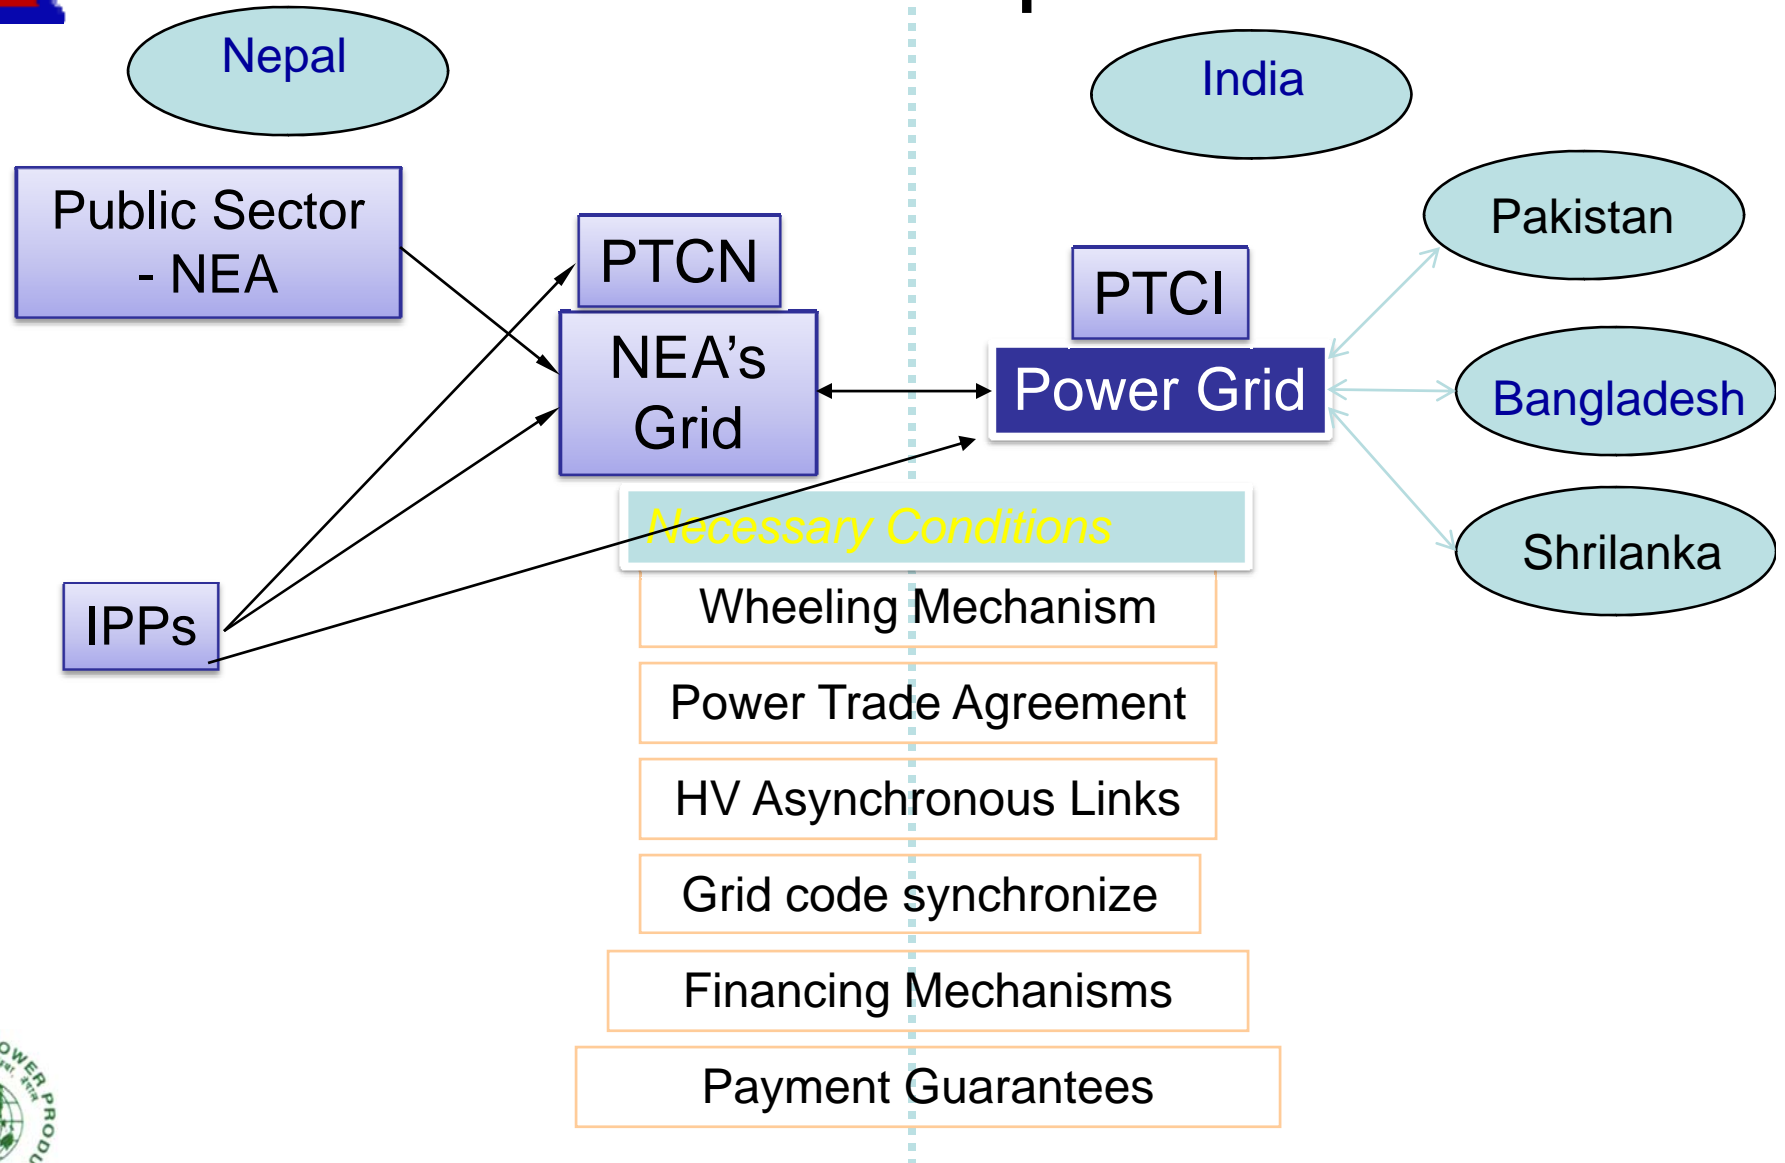 Nepal
India
Public Sector
- NEA
PTCN
PTCI
Pakistan
NEA's
Grid
Power Grid
Bangladesh
Necessary Conditions
Shrilanka
IPPs
Wheeling Mechanism
Power Trade Agreement
HV Asynchronous Links
Grid code synchronize
Financing Mechanisms
Payment Guarantees